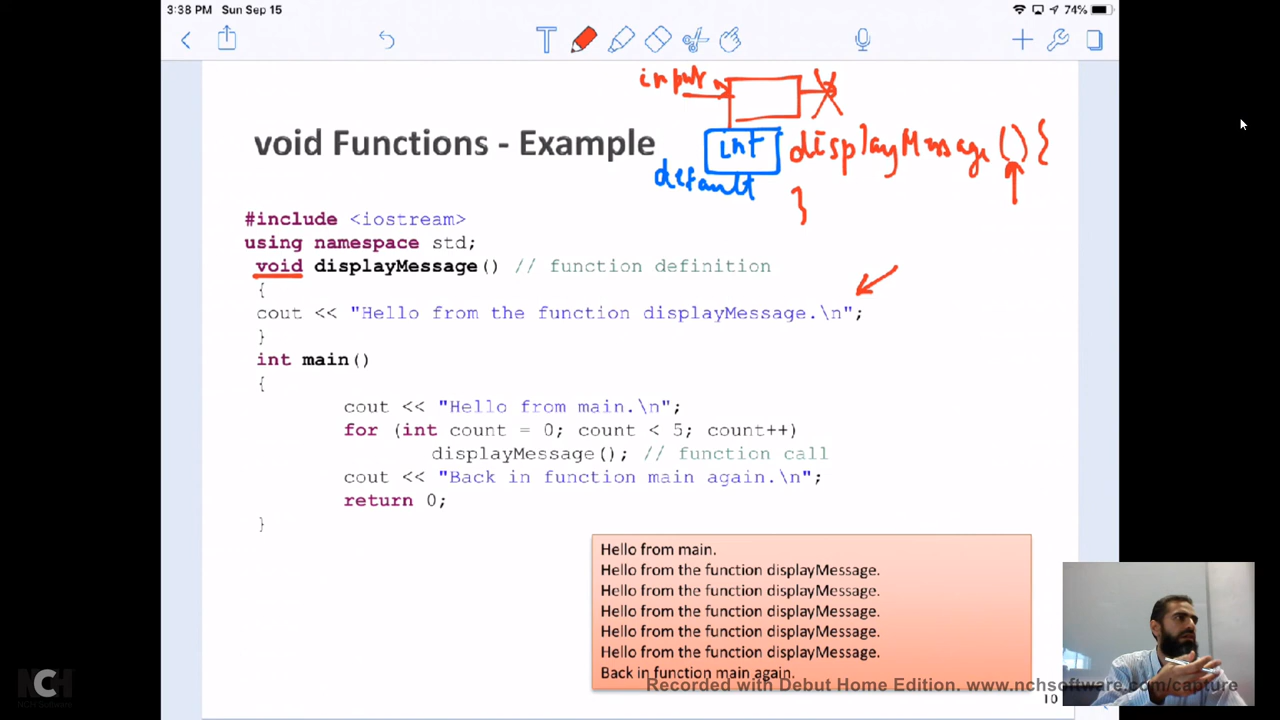 3:38 PM Sun Sep 15
74%
input
void Functions - Example
int displayMessage () {
default
}
#include <iostream>
using namespace std;
void displayMessage() // function definition
{
cout << "Hello from the function displayMessage.\n";
}
int main()
{
cout << "Hello from main.\n";
for (int count = 0; count < 5; count++)
displayMessage(); // function call
cout << "Back in function main again.\n";
return 0;
}
Hello from main.
Hello from the function displayMessage.
Hello from the function displayMessage.
Hello from the function displayMessage.
Hello from the function displayMessage.
Hello from the function displayMessage.
Back in function main again.
Recorded with Debut Home Edition. www.nchsoftware.com/capture
10
NCH
NCH Software